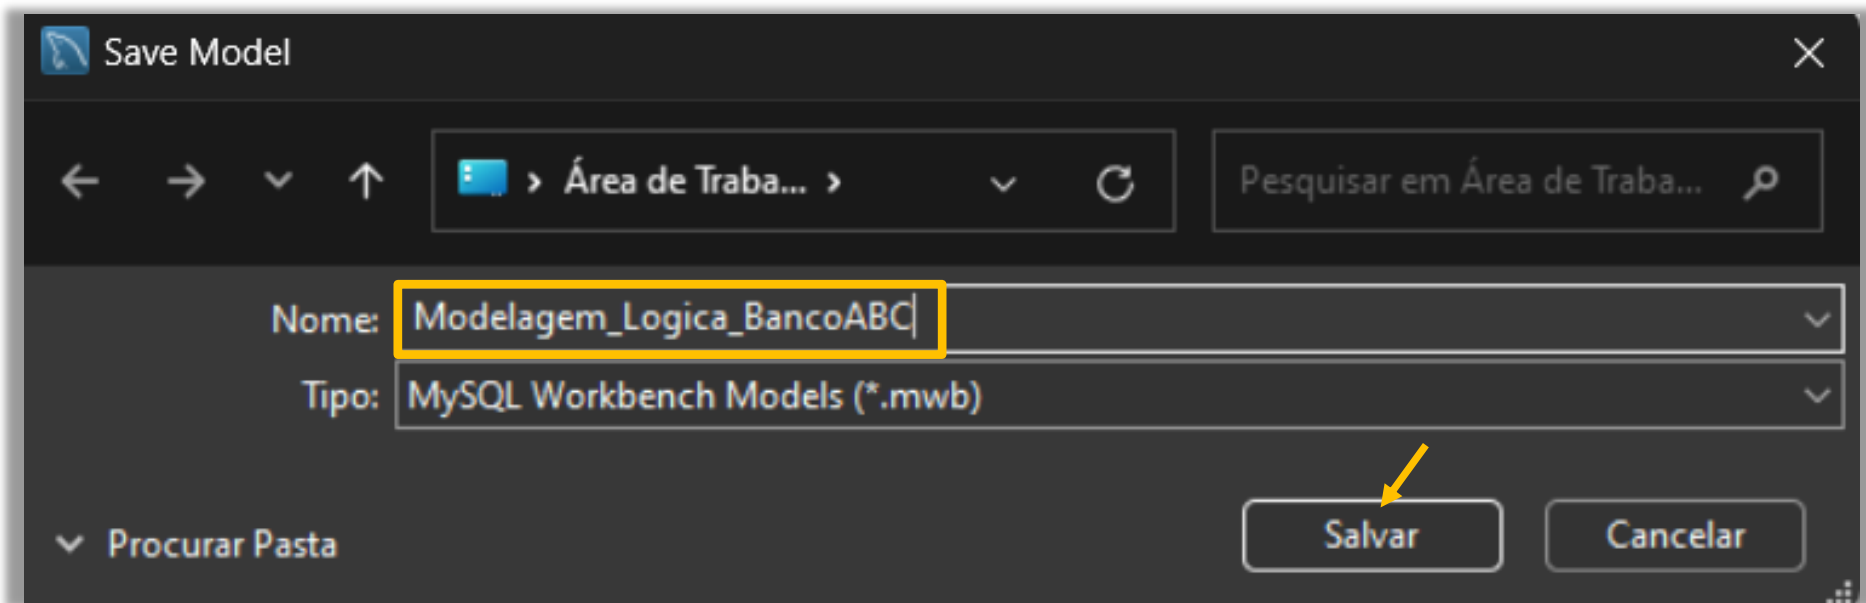 Save Model
Área de Traba...
Pesquisar em Área de Traba...
Nome: Modelagem_Logica_BancoABC
Tipo: MySQL Workbench Models (*.mwb)
Procurar Pasta
Salvar
Cancelar